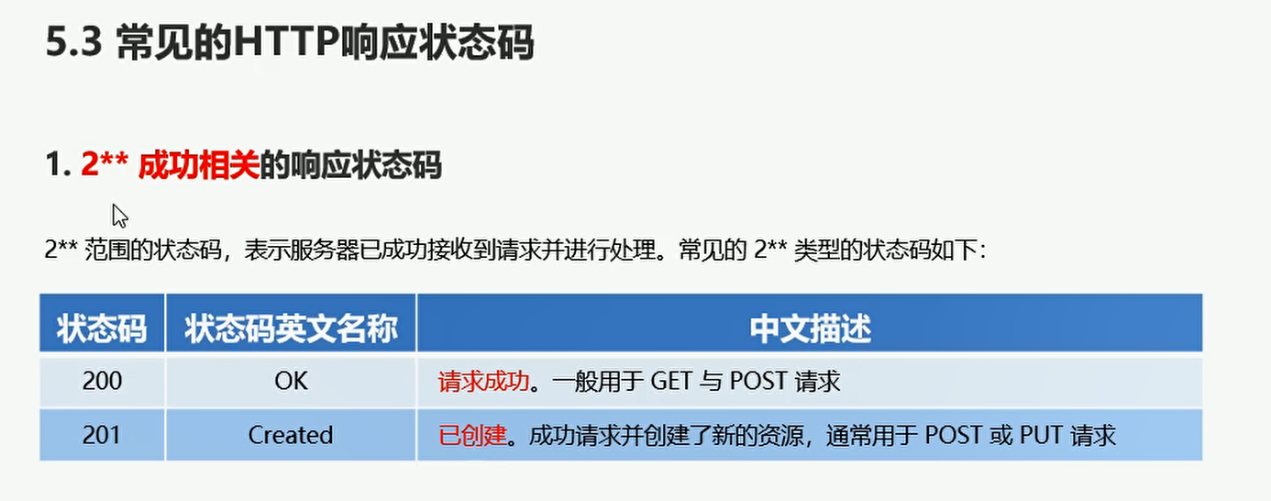 5.3 常见的HTTP响应状态码
1. 2** 成功相关的响应状态码
2** 范围的状态码，表示服务器已成功接收到请求并进行处理。常见的 2** 类型的状态码如下：
状态码 状态码英文名称 中文描述
200 OK 请求成功。一般用于 GET 与 POST 请求
201 Created 已创建。成功请求并创建了新的资源，通常用于 POST 或 PUT 请求